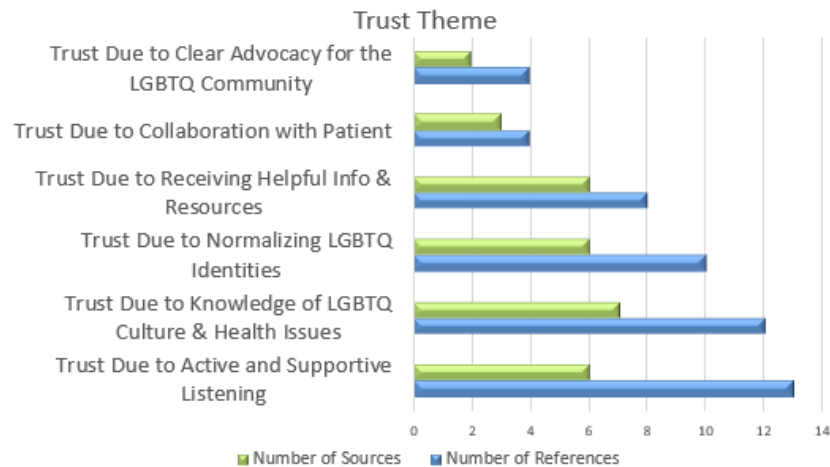 Trust Theme
Trust Due to Clear Advocacy for the
LGBTQ Community
Trust Due to Collaboration with Patient
Trust Due to Receiving Helpful Info &
Resources
Trust Due to Normalizing LGBTQ
Identities
Trust Due to Knowledge of LGBTQ
Culture & Health Issues
Trust Due to Active and Supportive
Listening
0 2 4 6 8 10 12 14
Number of Sources Number of References